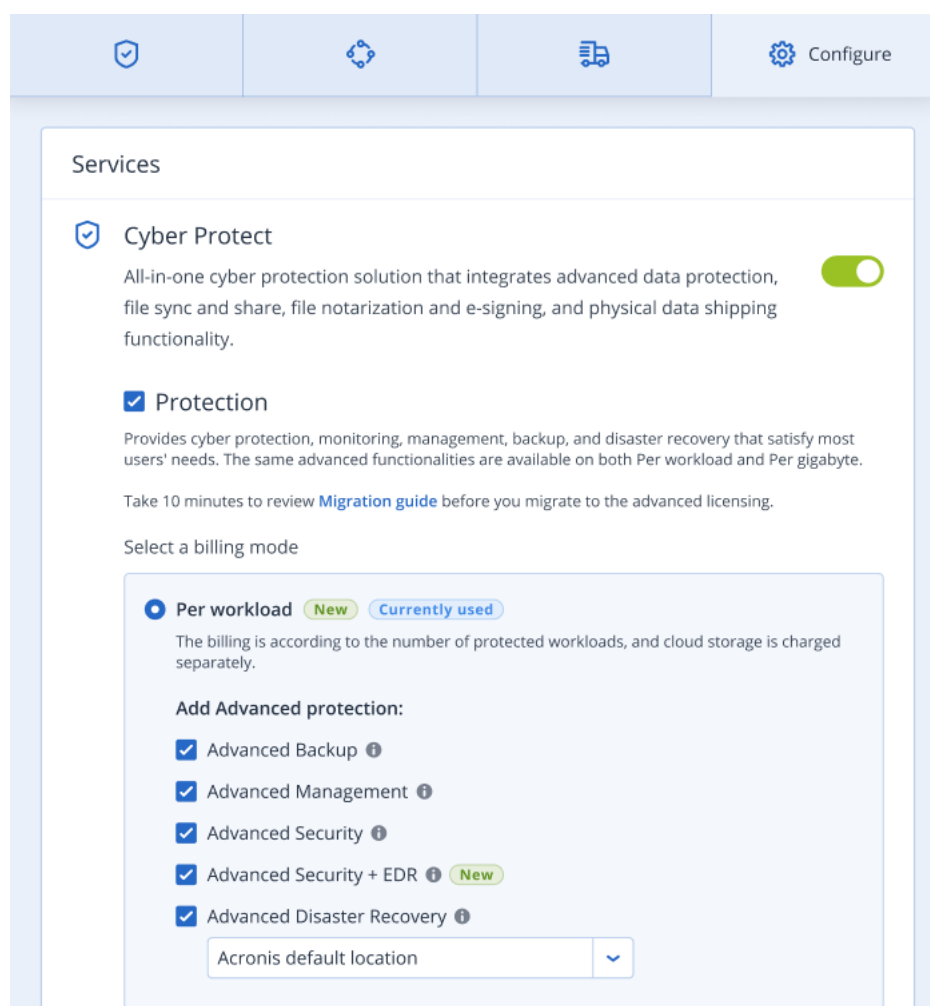 Configure
Services
Cyber Protect
All-in-one cyber protection solution that integrates advanced data protection,
file sync and share, file notarization and e-signing, and physical data shipping
functionality.
Protection
Provides cyber protection, monitoring, management, backup, and disaster recovery that satisfy most
users' needs. The same advanced functionalities are available on both Per workload and Per gigabyte.
Take 10 minutes to review Migration guide before you migrate to the advanced licensing.
Select a billing mode
Per workload New Currently used
The billing is according to the number of protected workloads, and cloud storage is charged
separately.
Add Advanced protection:
Advanced Backup
Advanced Management
Advanced Security
Advanced Security + EDR New
Advanced Disaster Recovery
Acronis default location